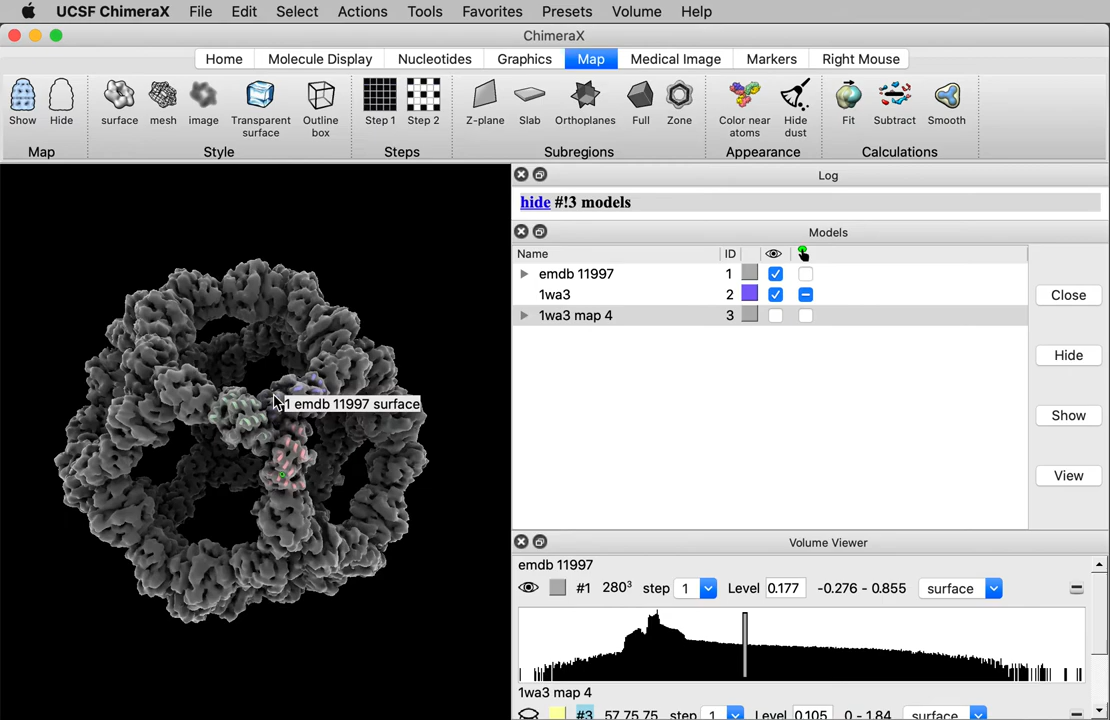 UCSF ChimeraX File Edit Select Actions Tools Favorites Presets Volume Help
ChimeraX
Home Molecule Display Nucleotides Graphics Map Medical Image Markers Right Mouse
Show Hide surface mesh image Transparent surface Outline box Step 1 Step 2 Z-plane Slab Orthoplanes Full Zone Color near atoms Hide dust Fit Subtract Smooth
Map Style Steps Subregions Appearance Calculations
Log
hide #!3 models
Models
Name ID
emdb 11997 1
1wa3 2
1wa3 map 4 3
Close
Hide
Show
View
1 emdb 11997 surface
Volume Viewer
emdb 11997
#1 280³ step 1 Level 0.177 -0.276 - 0.855 surface
1wa3 map 4
#3 57,75,75 step 1 Level 0.105 0 - 1.84 surface